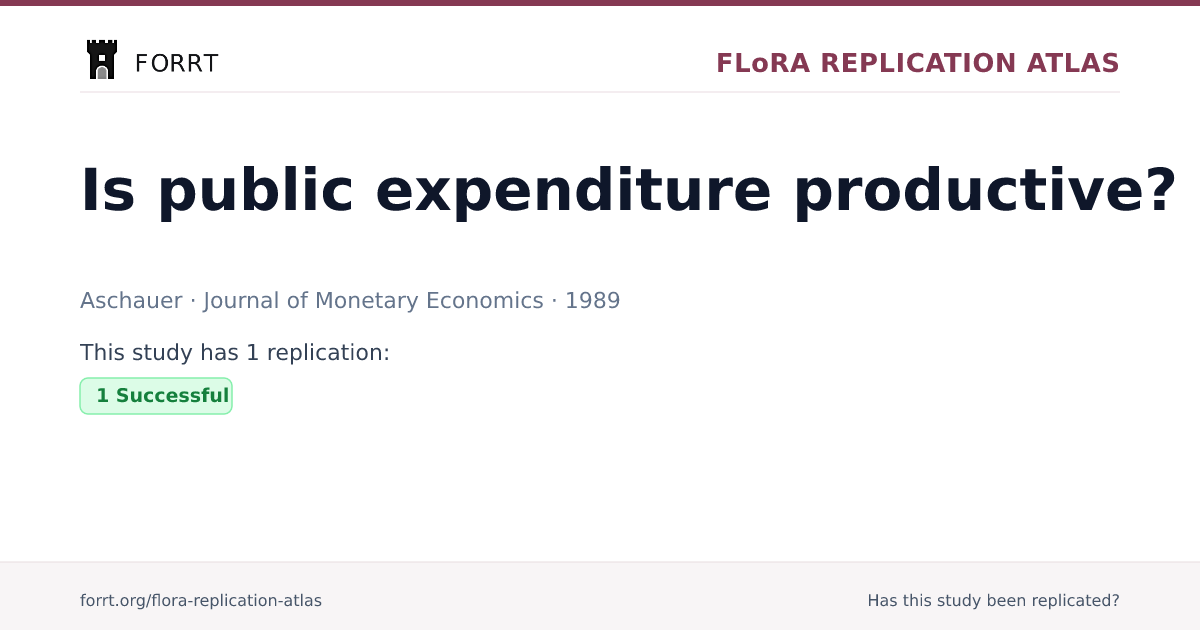 FORRT
FLoRA REPLICATION ATLAS
Is public expenditure productive?
Aschauer · Journal of Monetary Economics · 1989
This study has 1 replication:
1 Successful
forrt.org/flora-replication-atlas
Has this study been replicated?